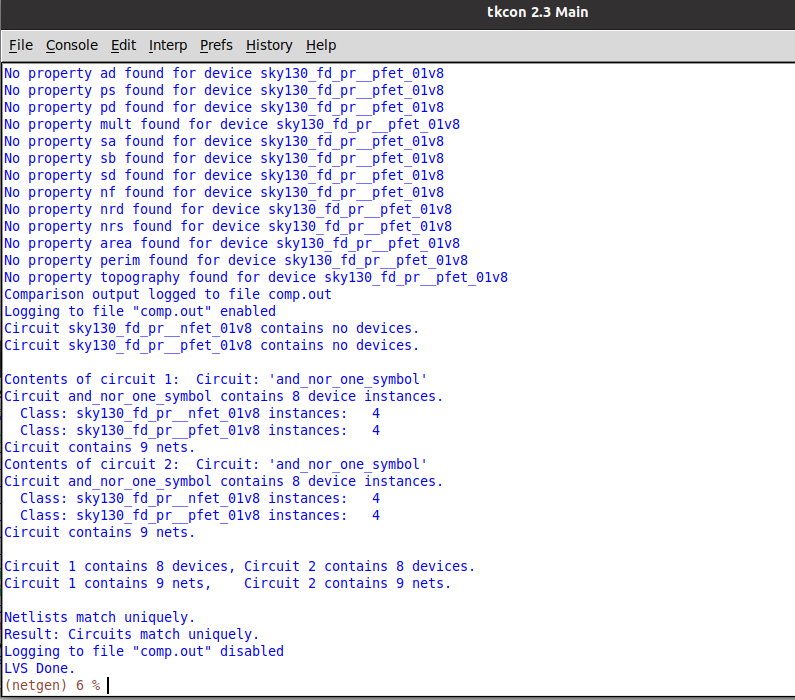 tkcon 2.3 Main
File Console Edit Interp Prefs History Help
No property ad found for device sky130_fd_pr__pfet_01v8
No property ps found for device sky130_fd_pr__pfet_01v8
No property pd found for device sky130_fd_pr__pfet_01v8
No property mult found for device sky130_fd_pr__pfet_01v8
No property sa found for device sky130_fd_pr__pfet_01v8
No property sb found for device sky130_fd_pr__pfet_01v8
No property sd found for device sky130_fd_pr__pfet_01v8
No property nf found for device sky130_fd_pr__pfet_01v8
No property nrd found for device sky130_fd_pr__pfet_01v8
No property nrs found for device sky130_fd_pr__pfet_01v8
No property area found for device sky130_fd_pr__pfet_01v8
No property perim found for device sky130_fd_pr__pfet_01v8
No property topography found for device sky130_fd_pr__pfet_01v8
Comparison output logged to file comp.out
Logging to file "comp.out" enabled
Circuit sky130_fd_pr__nfet_01v8 contains no devices.
Circuit sky130_fd_pr__pfet_01v8 contains no devices.

Contents of circuit 1:  Circuit: 'and_nor_one_symbol'
Circuit and_nor_one_symbol contains 8 device instances.
  Class: sky130_fd_pr__nfet_01v8 instances:   4
  Class: sky130_fd_pr__pfet_01v8 instances:   4
Circuit contains 9 nets.
Contents of circuit 2:  Circuit: 'and_nor_one_symbol'
Circuit and_nor_one_symbol contains 8 device instances.
  Class: sky130_fd_pr__nfet_01v8 instances:   4
  Class: sky130_fd_pr__pfet_01v8 instances:   4
Circuit contains 9 nets.

Circuit 1 contains 8 devices, Circuit 2 contains 8 devices.
Circuit 1 contains 9 nets,    Circuit 2 contains 9 nets.

Netlists match uniquely.
Result: Circuits match uniquely.
Logging to file "comp.out" disabled
LVS Done.
(netgen) 6 %